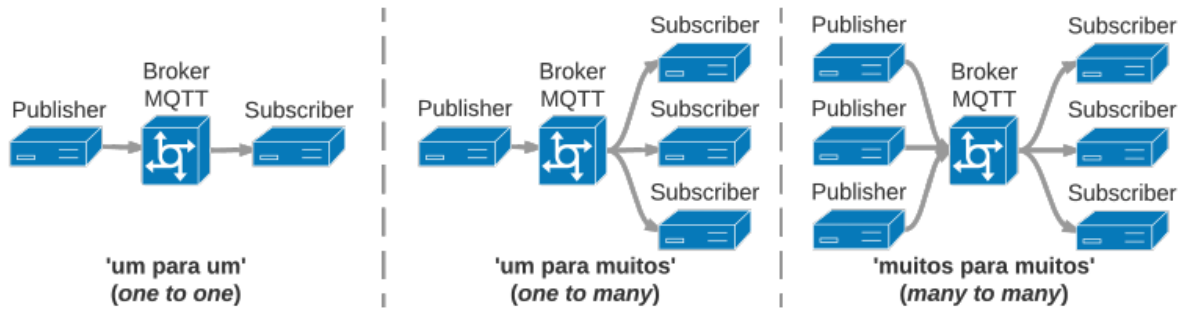 Publisher
Broker
MQTT
Subscriber
'um para um'
(one to one)
Publisher
Broker
MQTT
Subscriber
Subscriber
Subscriber
'um para muitos'
(one to many)
Publisher
Publisher
Publisher
Broker
MQTT
Subscriber
Subscriber
Subscriber
'muitos para muitos'
(many to many)